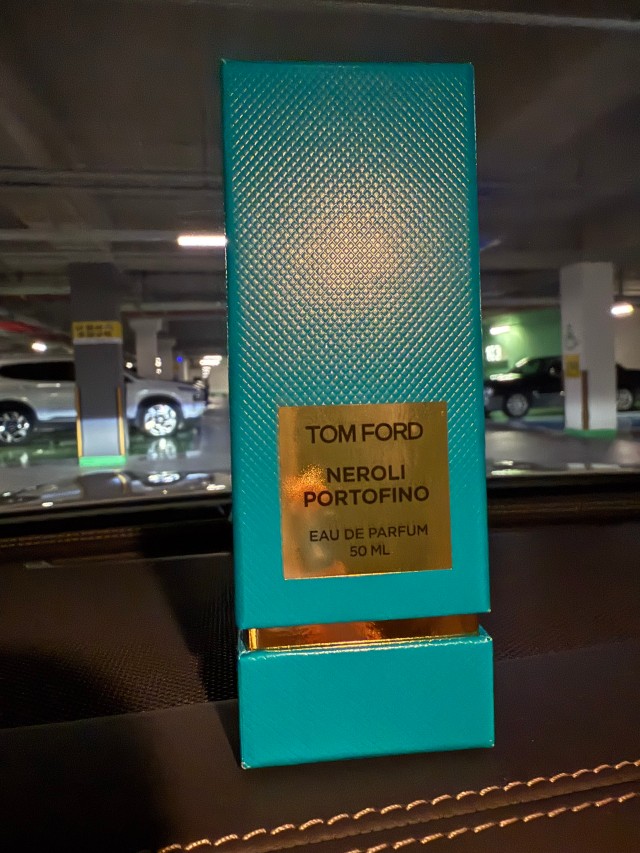 TOM FORD
NEROLI
PORTOFINO
EAU DE PARFUM
50 ML